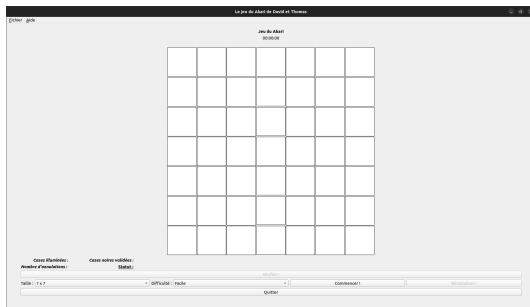 Le Jeu du Akari de David et Thomas
Fichier Aide
Jeu du Akari
00:00:00
Cases illuminées : Cases noires validées :
Nombre d'annulations : Statut :
Taille : 7 x 7 Difficulté : Facile Commencer !
Quitter